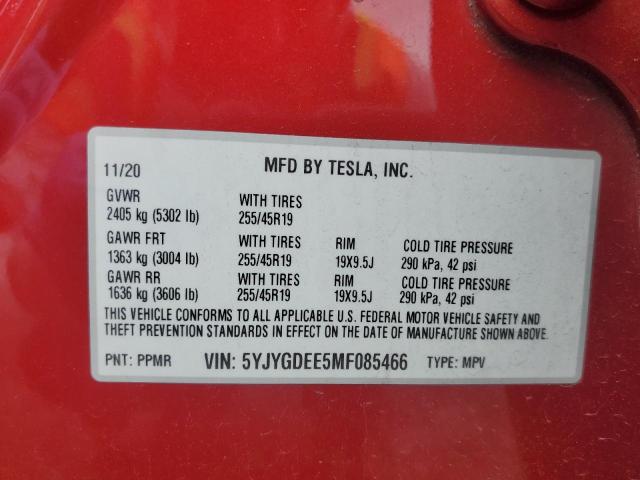 11/20 MFD BY TESLA, INC.
GVWR WITH TIRES
2405 kg (5302 lb) 255/45R19
GAWR FRT WITH TIRES RIM COLD TIRE PRESSURE
1363 kg (3004 lb) 255/45R19 19X9.5J 290 kPa, 42 psi
GAWR RR WITH TIRES RIM COLD TIRE PRESSURE
1636 kg (3606 lb) 255/45R19 19X9.5J 290 kPa, 42 psi
THIS VEHICLE CONFORMS TO ALL APPLICABLE U.S. FEDERAL MOTOR VEHICLE SAFETY AND
THEFT PREVENTION STANDARDS IN EFFECT ON THE DATE OF MANUFACTURE SHOWN ABOVE.
PNT: PPMR VIN: 5YJYGDEE5MF085466 TYPE: MPV